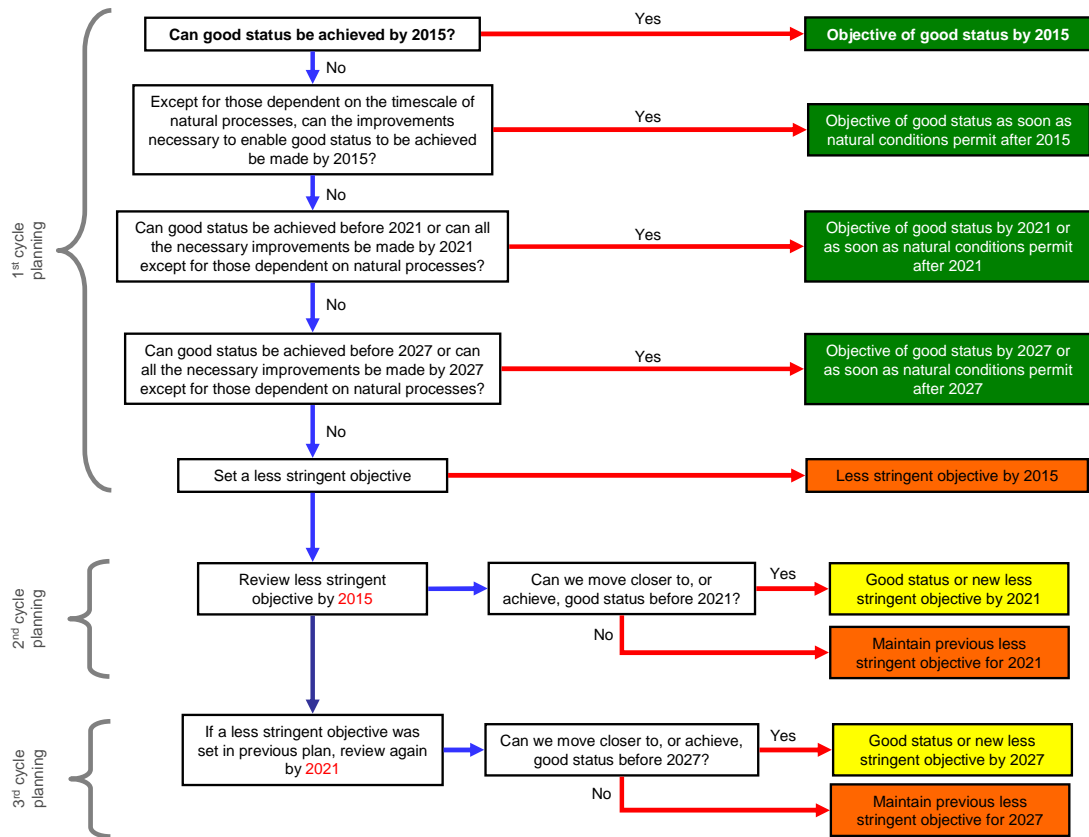 Can good status be achieved by 2015?
Yes
Objective of good status by 2015
No
Except for those dependent on the timescale of
natural processes, can the improvements
necessary to enable good status to be achieved
be made by 2015?
Yes
Objective of good status as soon as
natural conditions permit after 2015
No
1st cycle
planning
Can good status be achieved before 2021 or can all
the necessary improvements be made by 2021
except for those dependent on natural processes?
Yes
Objective of good status by 2021 or
as soon as natural conditions permit
after 2021
No
Can good status be achieved before 2027 or can
all the necessary improvements be made by 2027
except for those dependent on natural processes?
Yes
Objective of good status by 2027 or
as soon as natural conditions permit
after 2027
No
Set a less stringent objective
Less stringent objective by 2015
2nd cycle
planning
Review less stringent
objective by 2015
Can we move closer to, or
achieve, good status before 2021?
Yes
Good status or new less
stringent objective by 2021
No
Maintain previous less
stringent objective for 2021
3rd cycle
planning
If a less stringent objective was
set in previous plan, review again
by 2021
Can we move closer to, or achieve,
good status before 2027?
Yes
Good status or new less
stringent objective by 2027
No
Maintain previous less
stringent objective for 2027